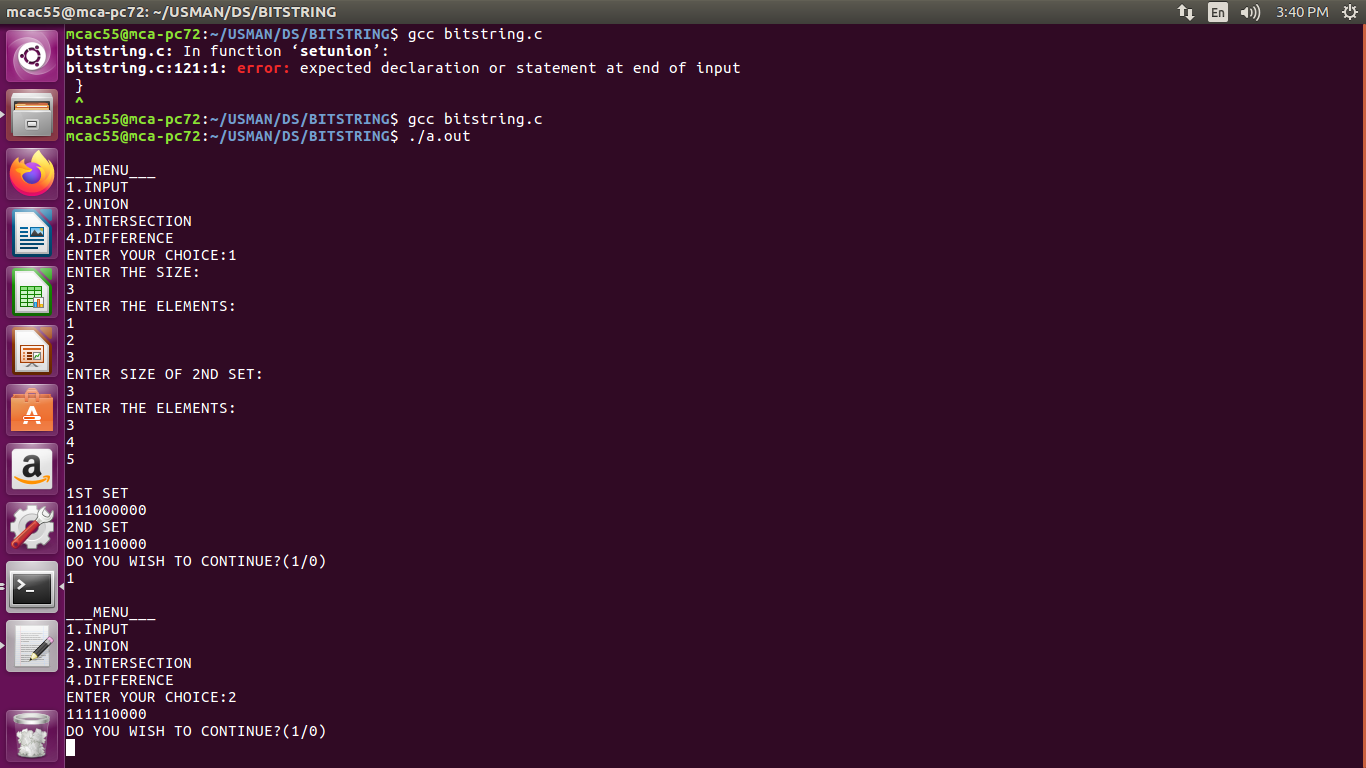 mcac55@mca-pc72: ~/USMAN/DS/BITSTRING
En
3:40 PM
mcac55@mca-pc72:~/USMAN/DS/BITSTRING$ gcc bitstring.c
bitstring.c: In function ‘setunion’:
bitstring.c:121:1: error: expected declaration or statement at end of input
}
^
mcac55@mca-pc72:~/USMAN/DS/BITSTRING$ gcc bitstring.c
mcac55@mca-pc72:~/USMAN/DS/BITSTRING$ ./a.out
___MENU___
1.INPUT
2.UNION
3.INTERSECTION
4.DIFFERENCE
ENTER YOUR CHOICE:1
ENTER THE SIZE:
3
ENTER THE ELEMENTS:
1
2
3
ENTER SIZE OF 2ND SET:
3
ENTER THE ELEMENTS:
3
4
5
1ST SET
111000000
2ND SET
001110000
DO YOU WISH TO CONTINUE?(1/0)
1
___MENU___
1.INPUT
2.UNION
3.INTERSECTION
4.DIFFERENCE
ENTER YOUR CHOICE:2
111110000
DO YOU WISH TO CONTINUE?(1/0)